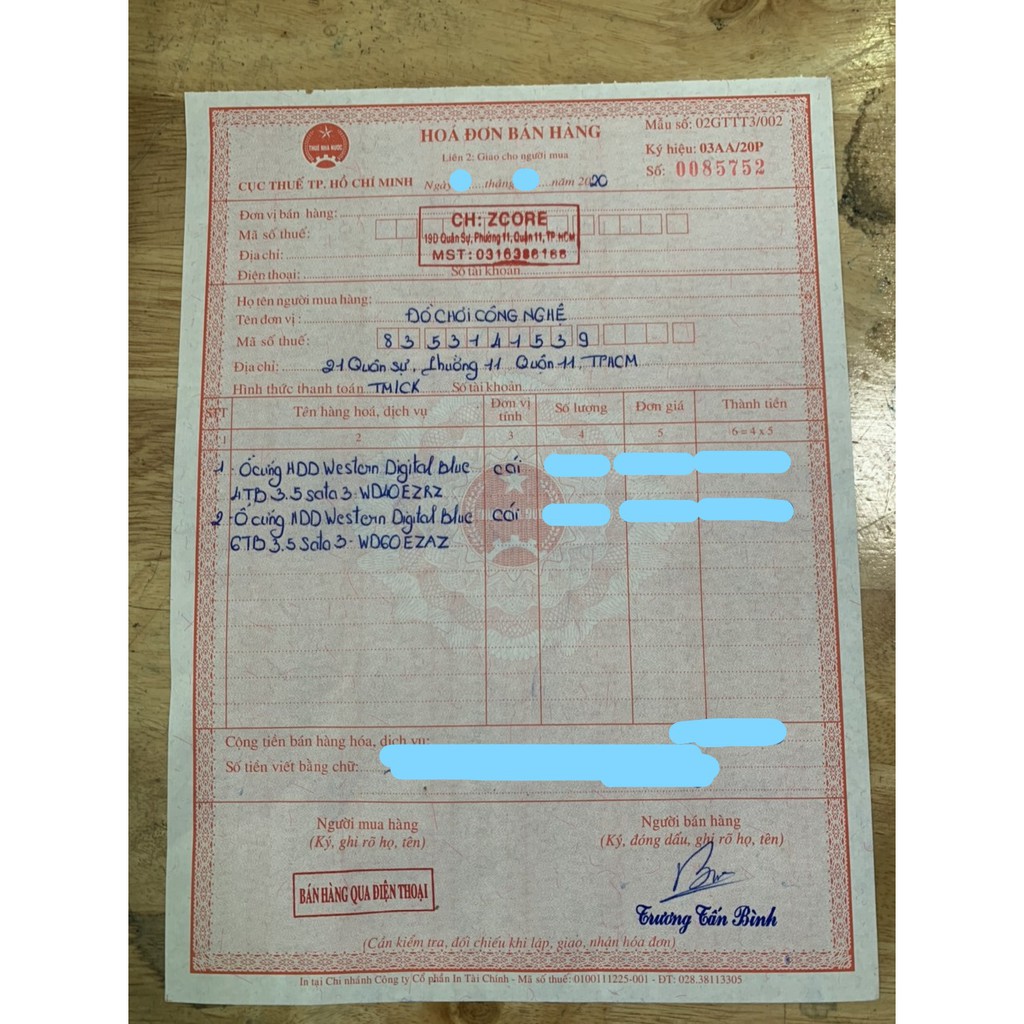 THUẾ NHÀ NƯỚC
HOÁ ĐƠN BÁN HÀNG
Liên 2: Giao cho người mua
Mẫu số: 02GTTT3/002
Ký hiệu: 03AA/20P
Số: 0085752
CỤC THUẾ TP. HỒ CHÍ MINH
Ngày ..... tháng ..... năm 2020
Đơn vị bán hàng:
CH: ZCORE
19D Quân Sự, Phường 11, Quận 11, TP.HCM
Mã số thuế:
Địa chỉ:
MST:
Điện thoại: Số tài khoản
Họ tên người mua hàng:
Tên đơn vị: ĐỒ CHƠI CÔNG NGHỆ
Mã số thuế:
Địa chỉ: 21 Quân Sự, Phường 11 Quận 11, TPHCM
Hình thức thanh toán TM/CK Số tài khoản
STT Tên hàng hoá, dịch vụ Đơn vị tính Số lượng Đơn giá Thành tiền
1 2 3 4 5 6 = 4 x 5
1 - Ổ cứng HDD Western Digital Blue cái
4TB 3.5 Sata 3 - WD40EZRZ
2 - Ổ cứng HDD Western Digital Blue cái
6TB 3.5 Sata 3 - WD60EZAZ
Cộng tiền bán hàng hóa, dịch vụ:
Số tiền viết bằng chữ:
Người mua hàng
(Ký, ghi rõ họ, tên)
Người bán hàng
(Ký, đóng dấu, ghi rõ họ, tên)
BÁN HÀNG QUA ĐIỆN THOẠI
Trương Tấn Bình
(Cần kiểm tra, đối chiếu khi lập, giao, nhận hóa đơn)
In tại Chi nhánh Công ty Cổ phần In Tài Chính - Mã số thuế: 0100111225-001 - ĐT: 028.38113305